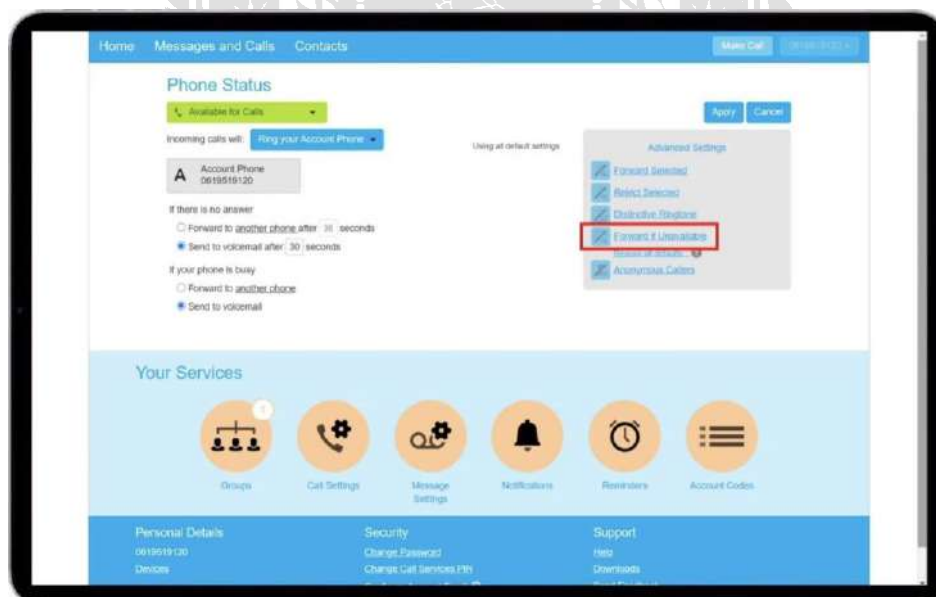 Home Messages and Calls Contacts Make Call
Phone Status
Available for Calls
Apply Cancel
Incoming calls will: Ring your Account Phone
Using all default settings
Advanced Settings
A Account Phone
0619519120
Forward Selected
Reject Selected
Distinctive Ringtone
Forward if Unavailable
Anonymous Callers
If there is no answer
Forward to another phone after 36 seconds
Send to voicemail after 30 seconds
If your phone is busy
Forward to another phone
Send to voicemail
Your Services
Groups Call Settings Message Settings Notifications Reminders Account Codes
Personal Details Security Support
0619519120 Change Password Help
Devices Change Call Services PIN Downloads
Send Feedback